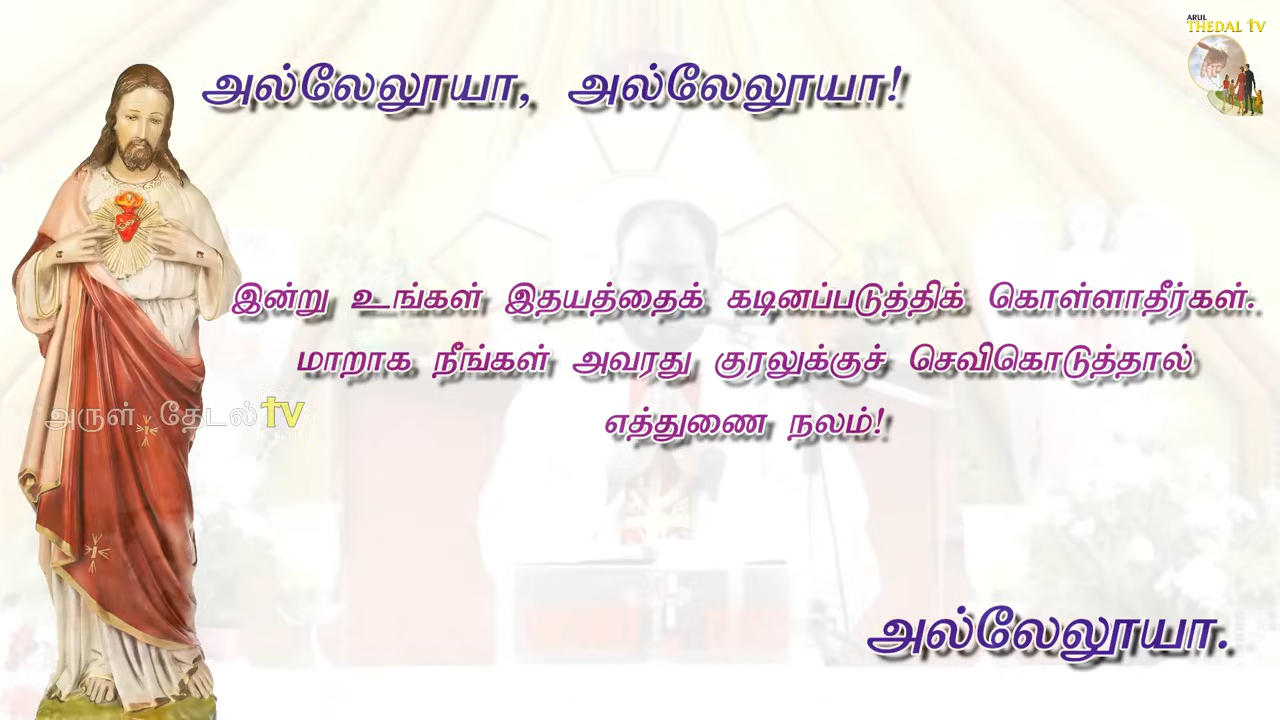 ARUL
THEDAL TV
அல்லேலூயா, அல்லேலூயா!
இன்று உங்கள் இதயத்தைக் கடினப்படுத்திக் கொள்ளாதீர்கள்.
மாறாக நீங்கள் அவரது குரலுக்குச் செவிகொடுத்தால்
எத்துணை நலம்!
அருள் தேடல் tv
அல்லேலூயா.